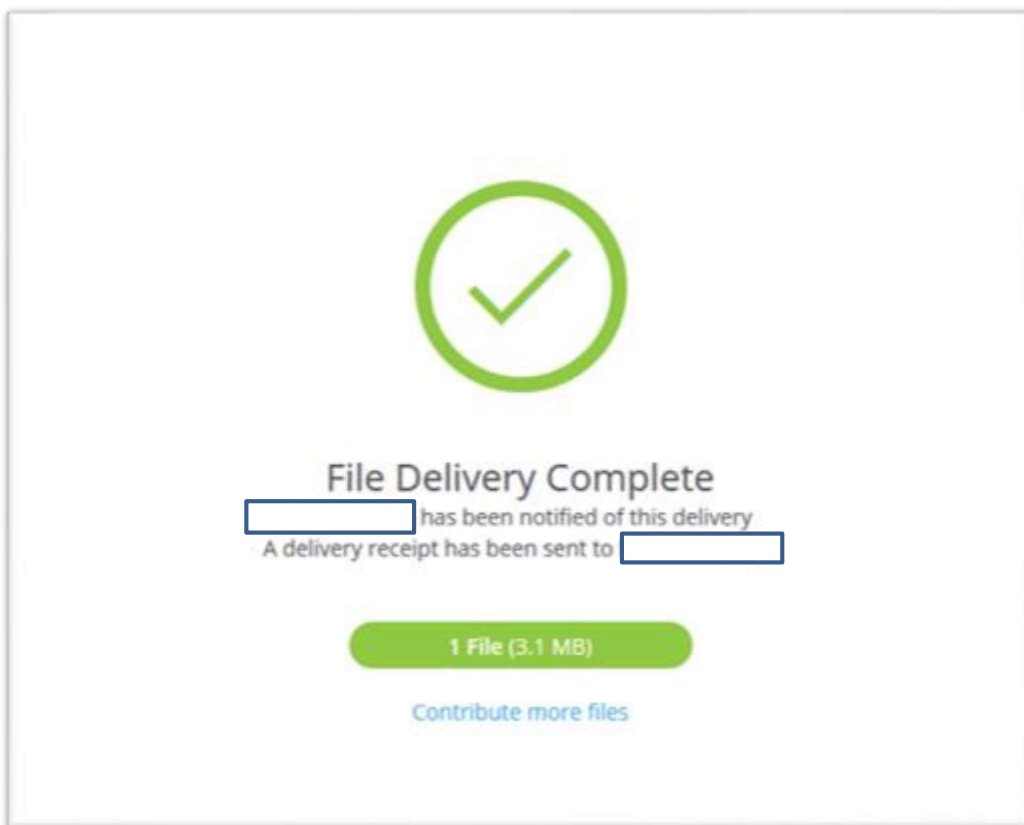 File Delivery Complete
has been notified of this delivery
A delivery receipt has been sent to
1 File (3.1 MB)
Contribute more files